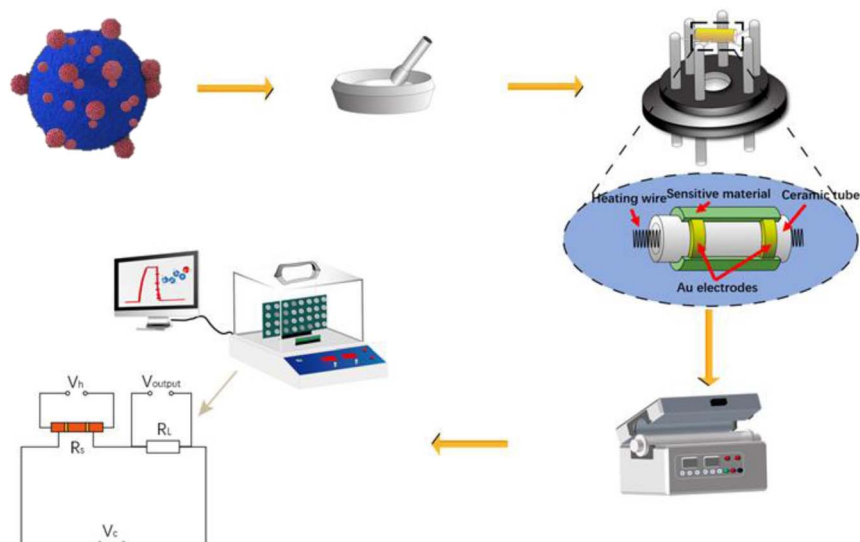 Heating wire
Sensitive material
Ceramic tube
Au electrodes
Vh
Voutput
RL
Rs
Vc